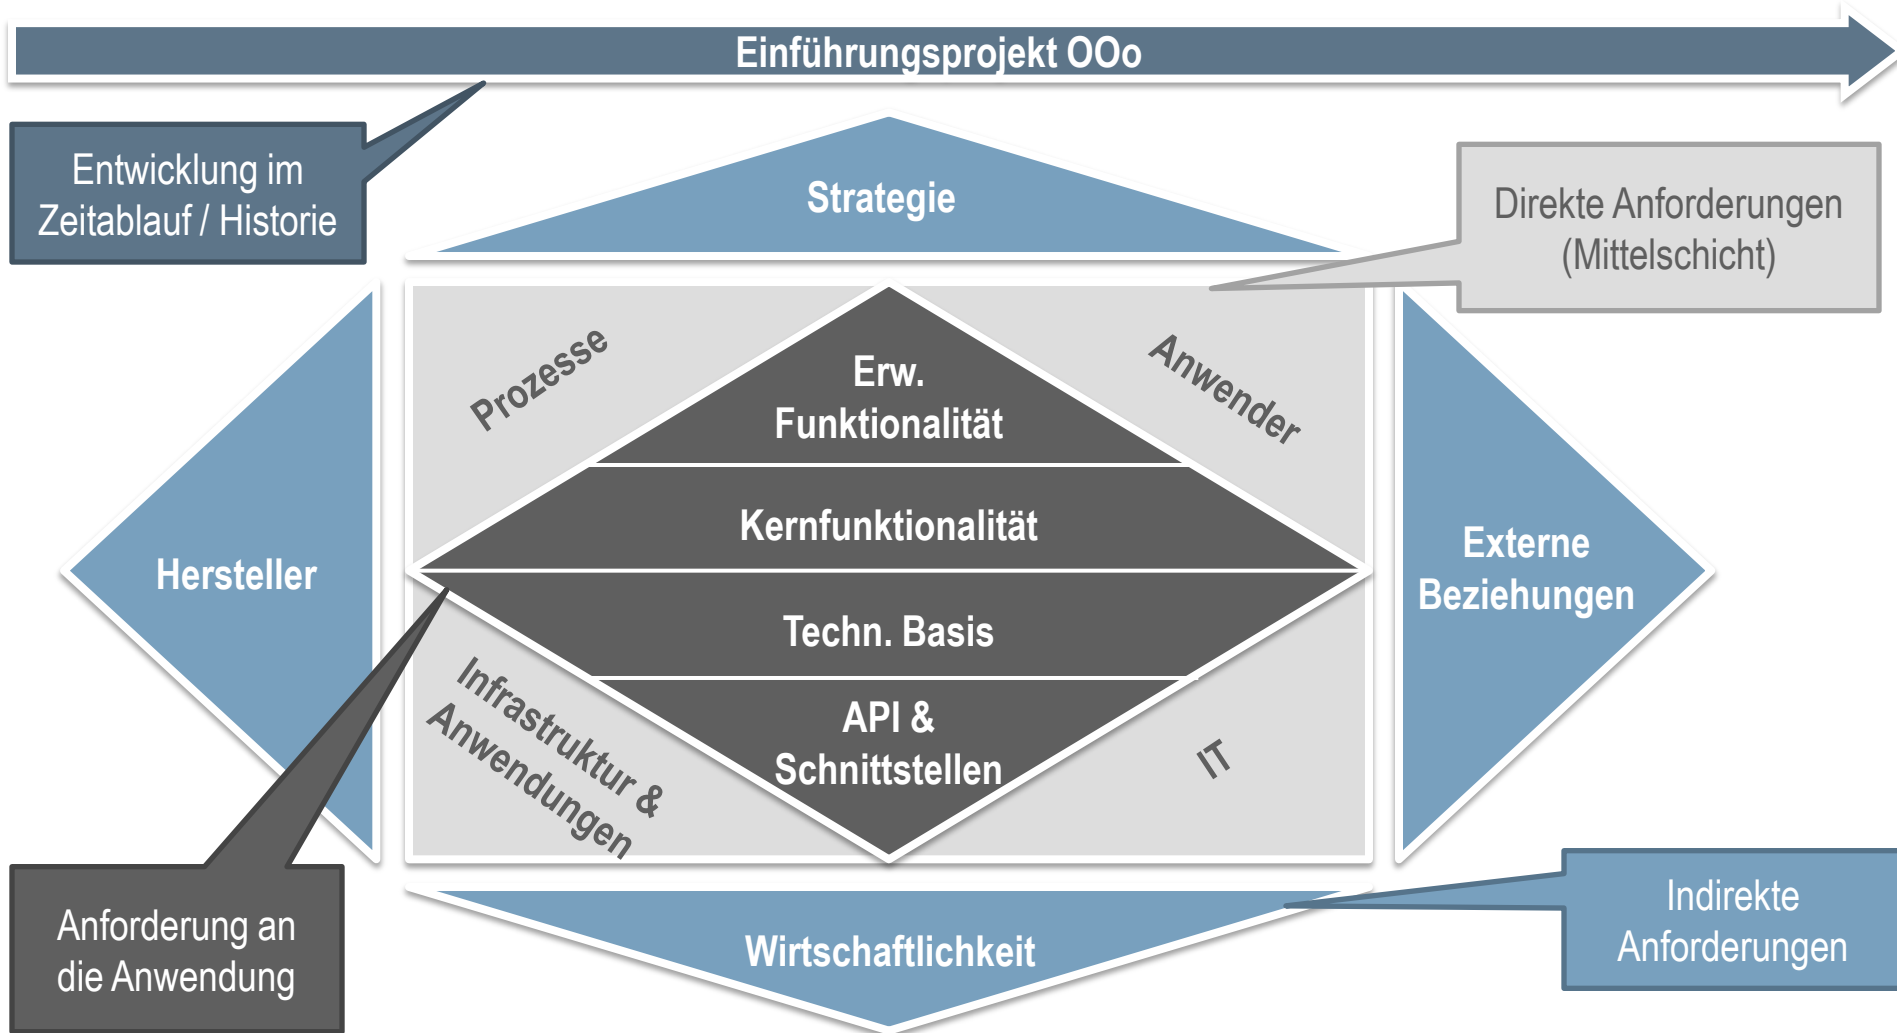 Einführungsprojekt OOo
Entwicklung im
Zeitablauf / Historie
Strategie
Direkte Anforderungen
(Mittelschicht)
Prozesse
Anwender
Erw.
Funktionalität
Kernfunktionalität
Hersteller
Externe
Beziehungen
Techn. Basis
Infrastruktur &
Anwendungen
API &
Schnittstellen
IT
Anforderung an
die Anwendung
Wirtschaftlichkeit
Indirekte
Anforderungen